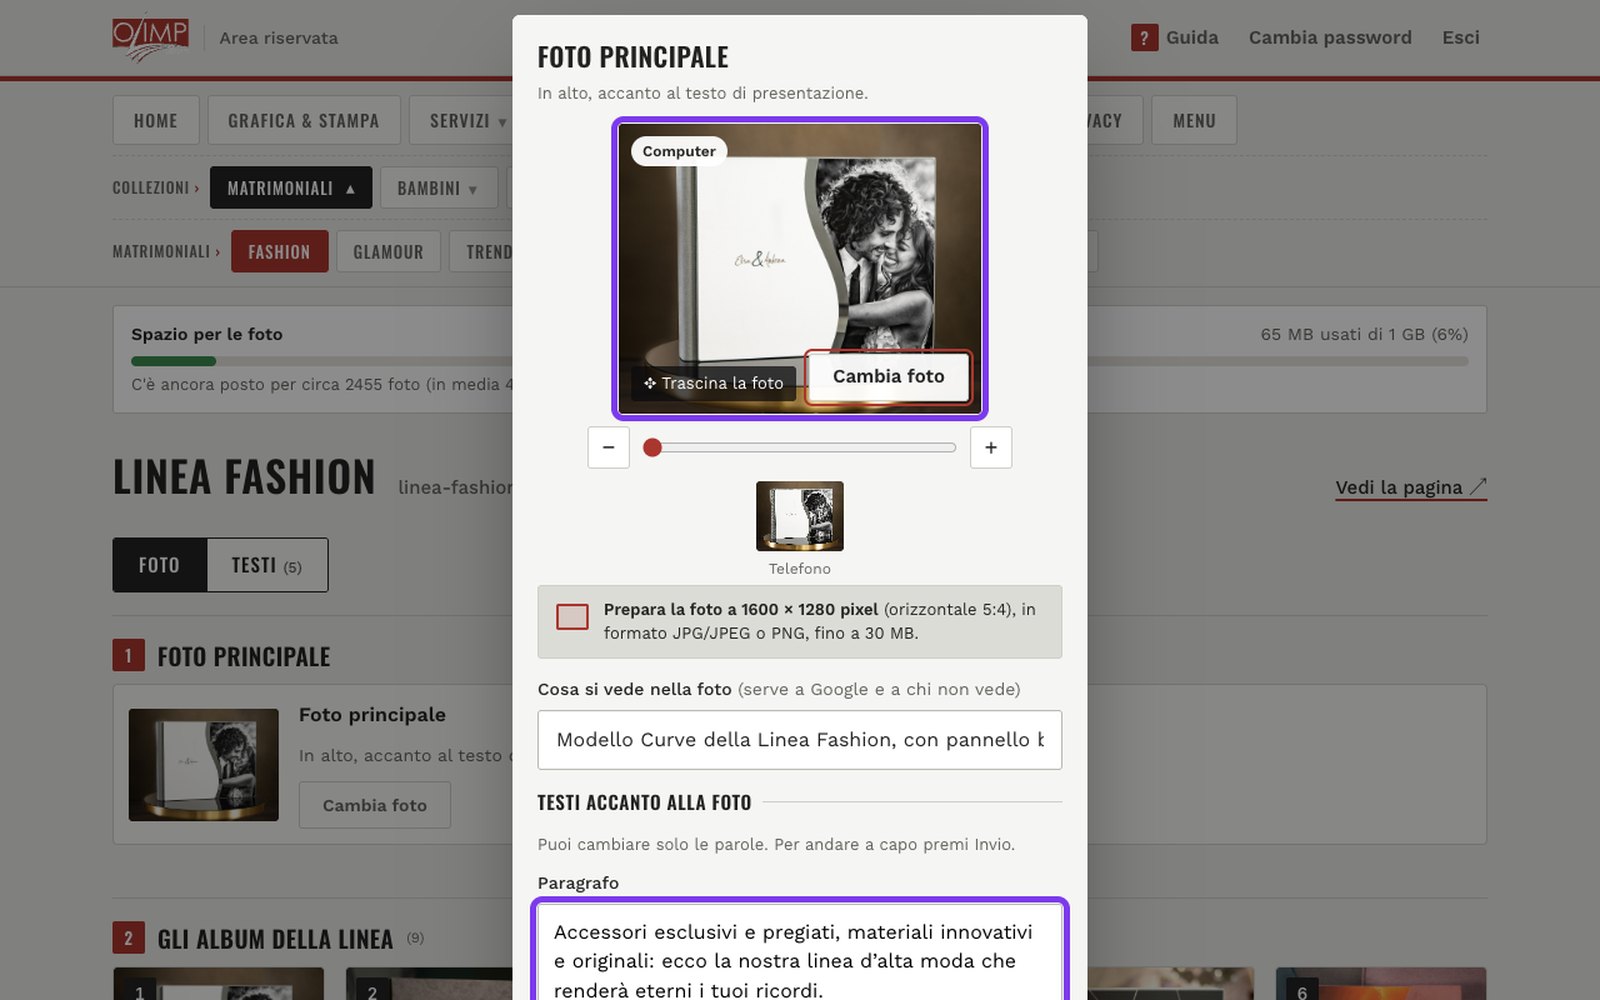 OLIMP
Area riservata
? Guida
Cambia password
Esci
HOME
GRAFICA & STAMPA
SERVIZI ▾
MENU
COLLEZIONI ›
MATRIMONIALI ▲
BAMBINI ▾
MATRIMONIALI ›
FASHION
GLAMOUR
Spazio per le foto
65 MB usati di 1 GB (6%)
C'è ancora posto per circa 2455 foto (in media
LINEA FASHION
Vedi la pagina
FOTO
TESTI (5)
1
FOTO PRINCIPALE
Foto principale
In alto, accanto al testo
Cambia foto
2
GLI ALBUM DELLA LINEA (9)
1
2
6
FOTO PRINCIPALE
In alto, accanto al testo di presentazione.
Computer
Trascina la foto
Cambia foto
−
+
Telefono
Prepara la foto a 1600 × 1280 pixel (orizzontale 5:4), in
formato JPG/JPEG o PNG, fino a 30 MB.
Cosa si vede nella foto (serve a Google e a chi non vede)
Modello Curve della Linea Fashion, con pannello
TESTI ACCANTO ALLA FOTO
Puoi cambiare solo le parole. Per andare a capo premi Invio.
Paragrafo
Accessori esclusivi e pregiati, materiali innovativi
e originali: ecco la nostra linea d’alta moda che
renderà eterni i tuoi ricordi.